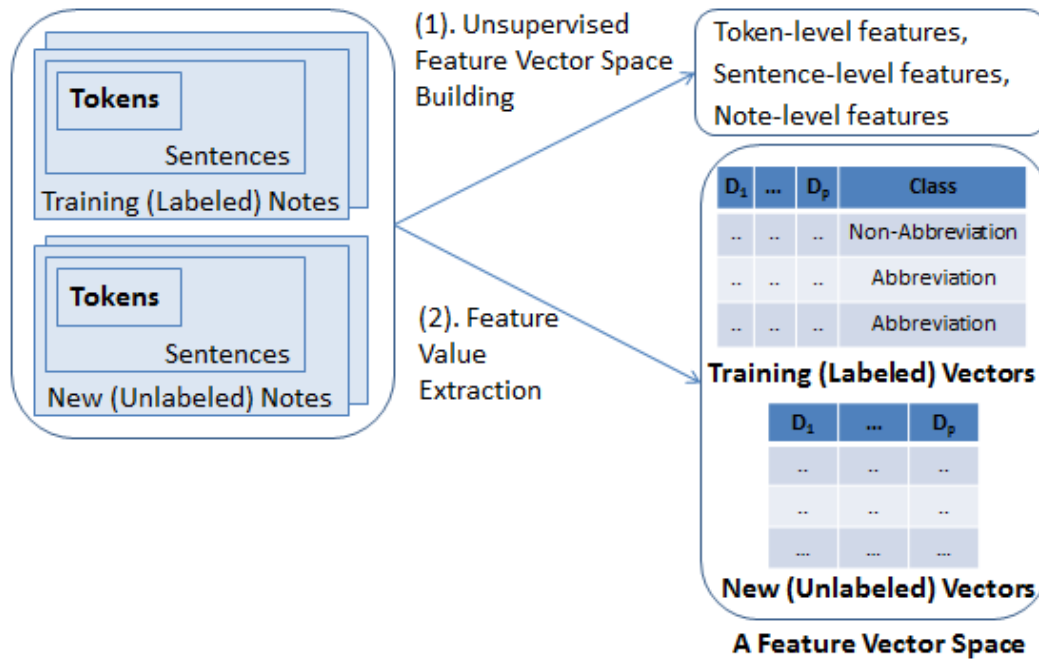 Tokens
Sentences
Training (Labeled) Notes
Tokens
Sentences
New (Unlabeled) Notes
(1). Unsupervised
Feature Vector Space
Building
(2). Feature
Value
Extraction
Token-level features,
Sentence-level features,
Note-level features
D₁ ... Dₚ Class
.. .. .. Non-Abbreviation
.. .. .. Abbreviation
.. .. .. Abbreviation
Training (Labeled) Vectors
D₁ ... Dₚ
.. .. ..
.. .. ..
... ... ...
New (Unlabeled) Vectors
A Feature Vector Space